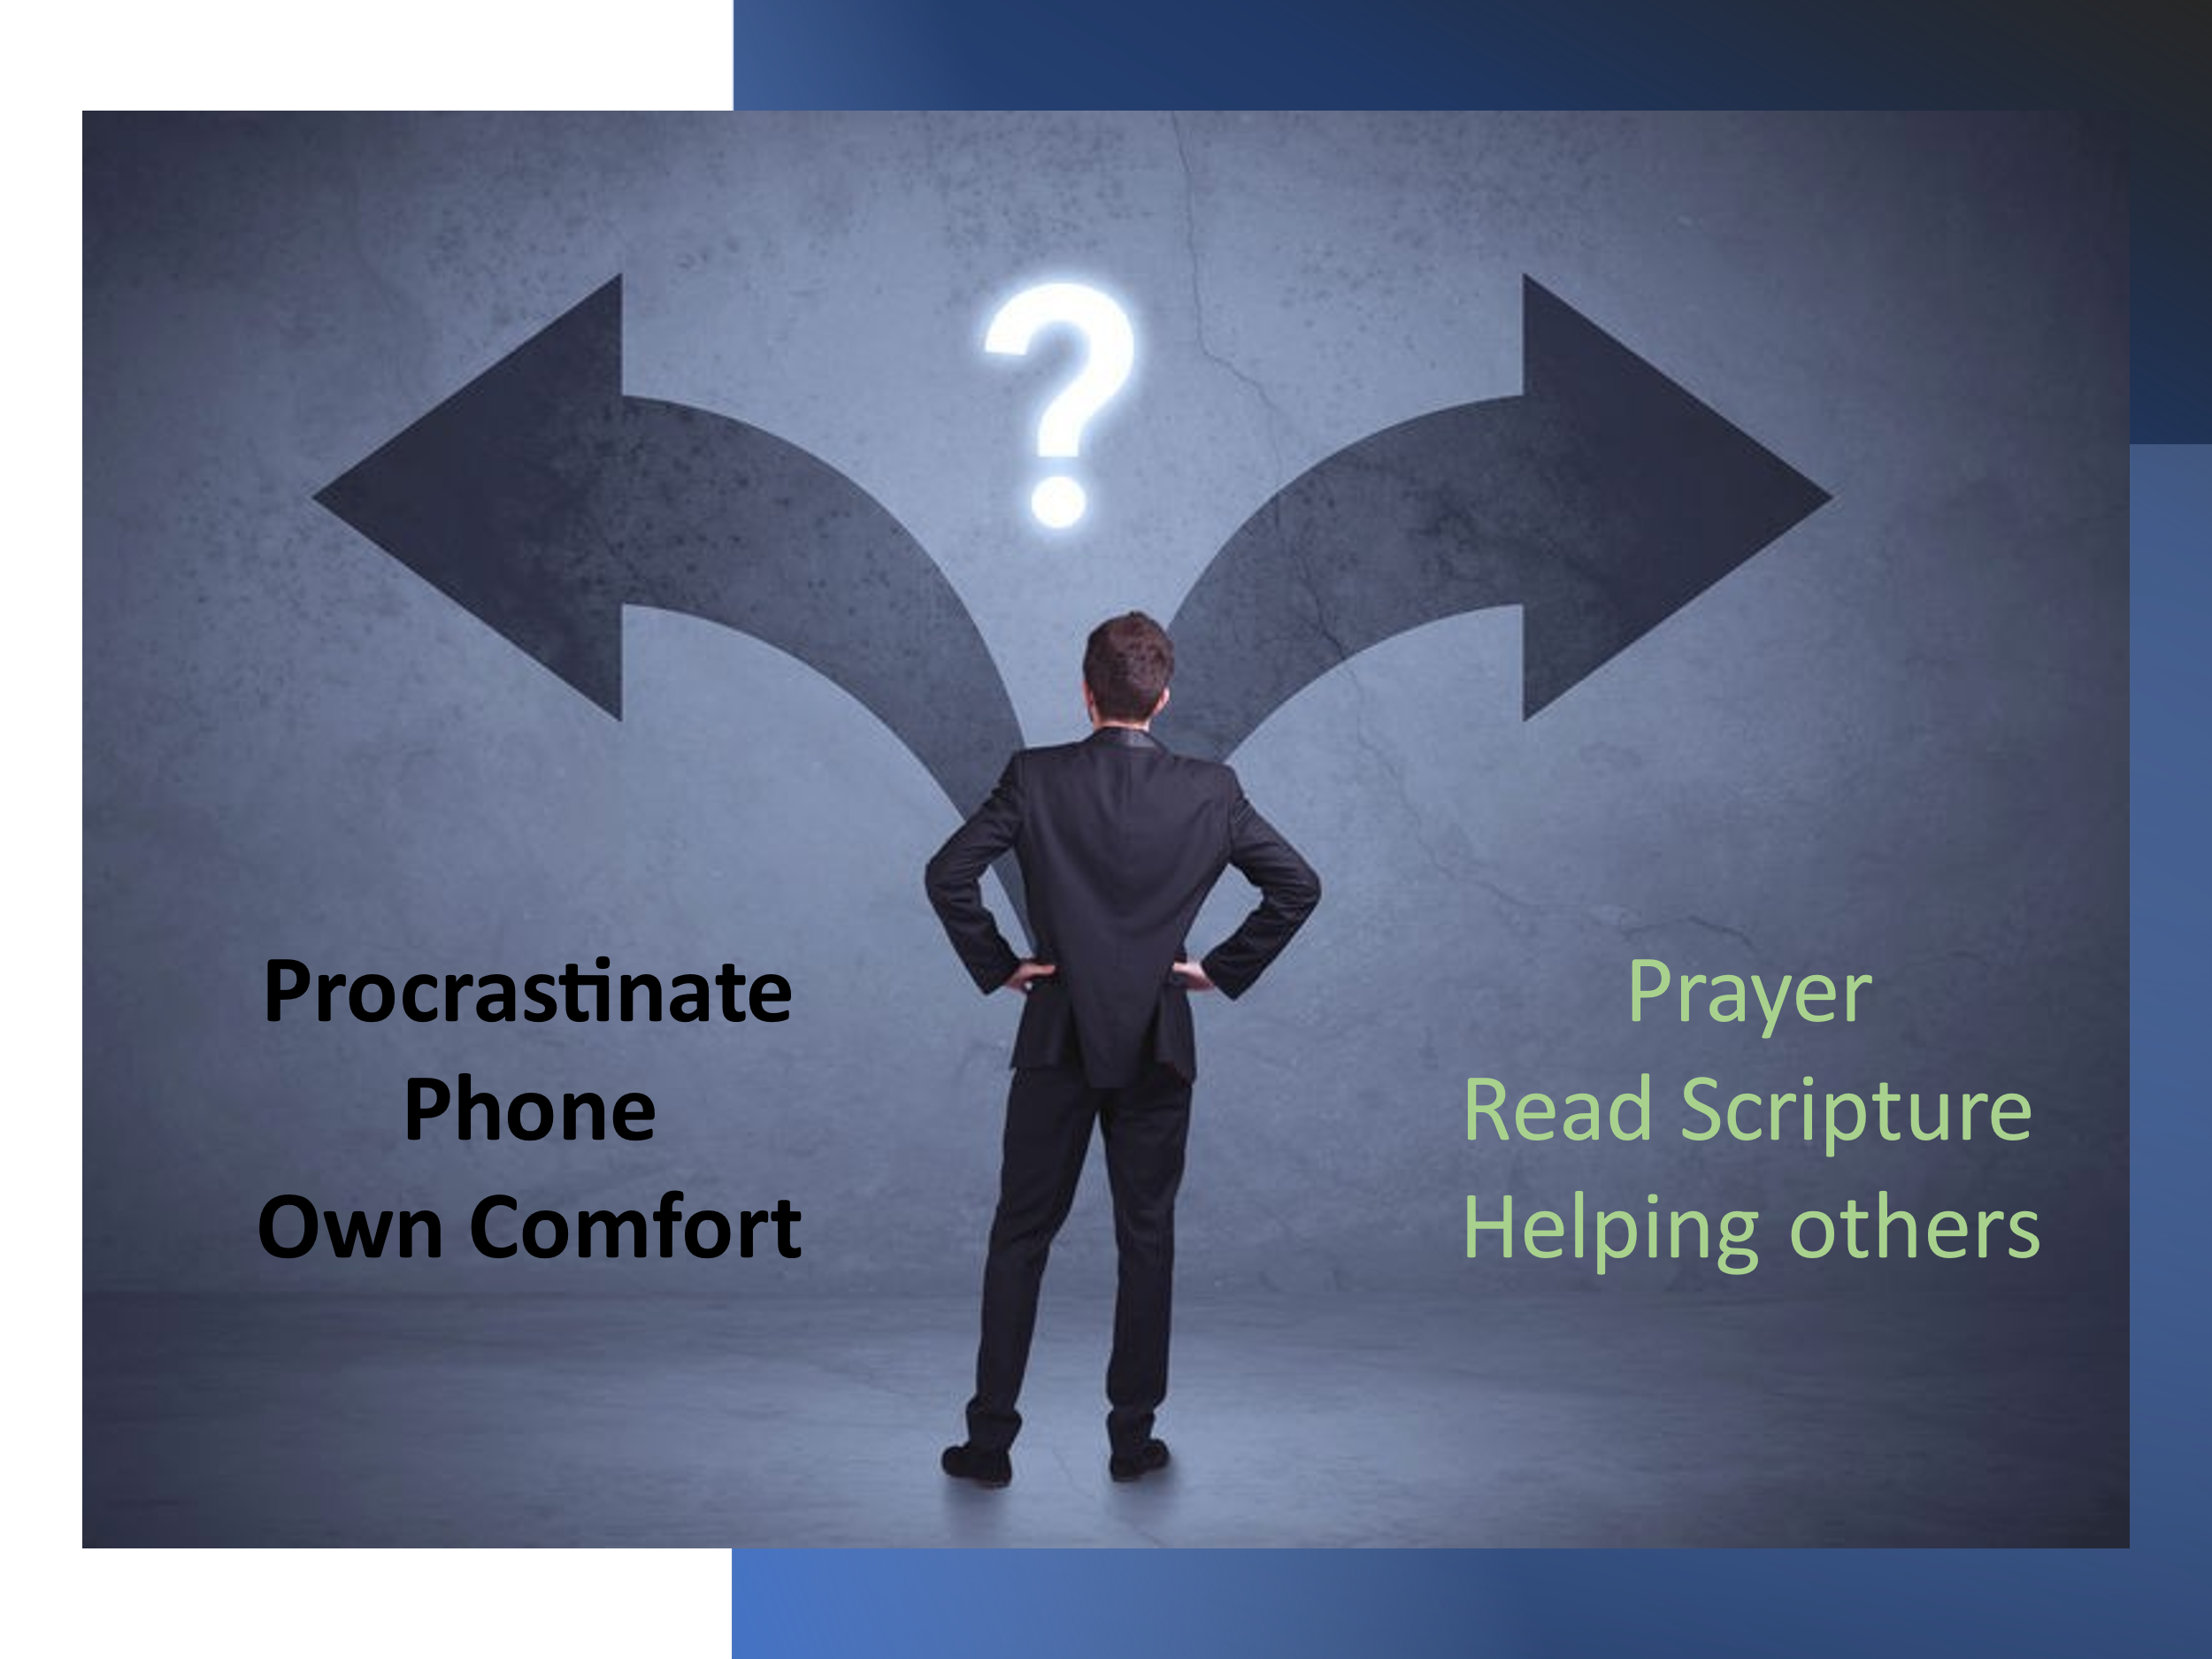 ?
Procrastinate
Phone
Own Comfort
Prayer
Read Scripture
Helping others